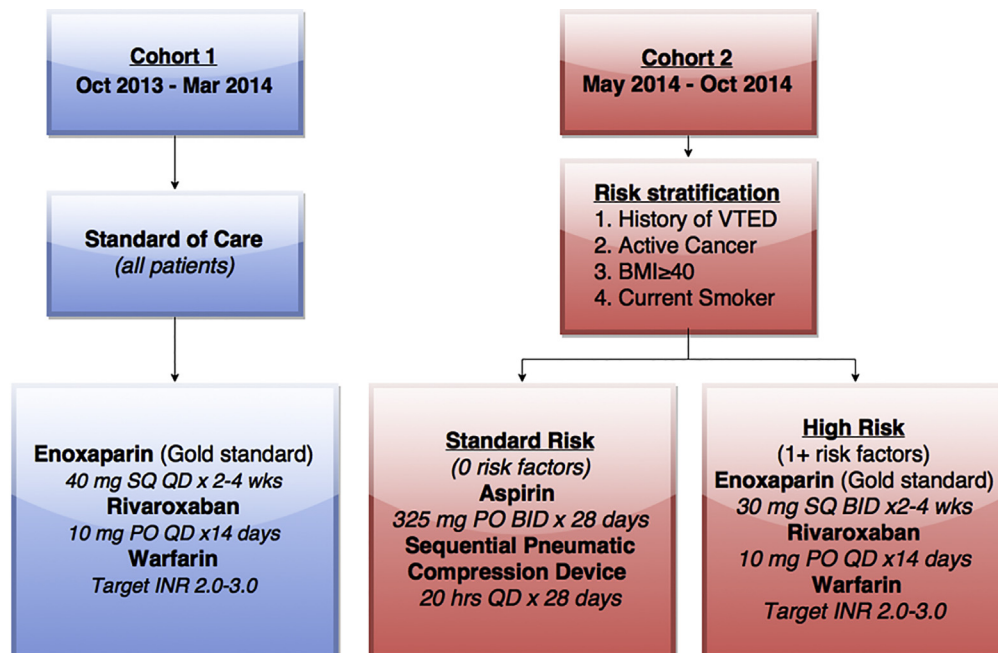 Cohort 1
Oct 2013 - Mar 2014
Standard of Care
(all patients)
Enoxaparin (Gold standard)
40 mg SQ QD x 2-4 wks
Rivaroxaban
10 mg PO QD x14 days
Warfarin
Target INR 2.0-3.0
Cohort 2
May 2014 - Oct 2014
Risk stratification
1. History of VTED
2. Active Cancer
3. BMI≥40
4. Current Smoker
Standard Risk
(0 risk factors)
Aspirin
325 mg PO BID x 28 days
Sequential Pneumatic
Compression Device
20 hrs QD x 28 days
High Risk
(1+ risk factors)
Enoxaparin (Gold standard)
30 mg SQ BID x2-4 wks
Rivaroxaban
10 mg PO QD x14 days
Warfarin
Target INR 2.0-3.0